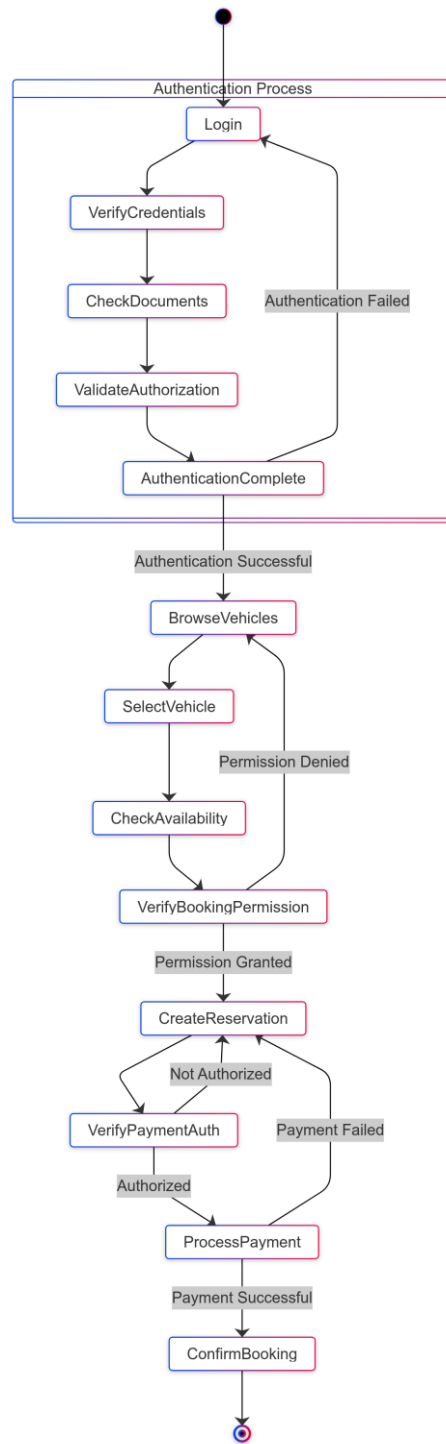 Authentication Process
Login
VerifyCredentials
CheckDocuments
Authentication Failed
ValidateAuthorization
AuthenticationComplete
Authentication Successful
BrowseVehicles
SelectVehicle
Permission Denied
CheckAvailability
VerifyBookingPermission
Permission Granted
CreateReservation
Not Authorized
VerifyPaymentAuth
Payment Failed
Authorized
ProcessPayment
Payment Successful
ConfirmBooking